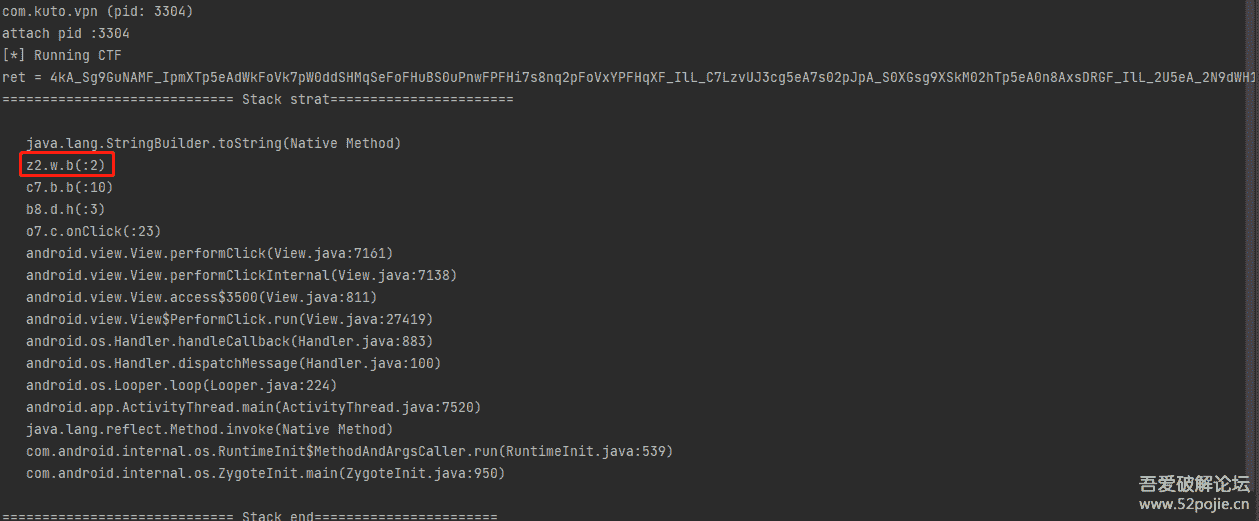 com.kuto.vpn (pid: 3304)
attach pid :3304
[*] Running CTF
ret = 4kA_Sg9GuNAMF_IpmXTp5eAdWkFoVk7pW0ddSHMqSeFoFHuBS0uPnwFPFHi7s8nq2pFoVxYPFHqXF_IlL_C7LzvUJ3cg5eA7s02pJpA_S0XGsg9XSkM02hTp5eA0n8AxsDRGF_IlL_2U5eA_2N9dWH1
============================ Stack strat=======================
java.lang.StringBuilder.toString(Native Method)
z2.w.b(:2)
c7.b.b(:10)
b8.d.h(:3)
o7.c.onClick(:23)
android.view.View.performClick(View.java:7161)
android.view.View.performClickInternal(View.java:7138)
android.view.View.access$3500(View.java:811)
android.view.View$PerformClick.run(View.java:27419)
android.os.Handler.handleCallback(Handler.java:883)
android.os.Handler.dispatchMessage(Handler.java:100)
android.os.Looper.loop(Looper.java:224)
android.app.ActivityThread.main(ActivityThread.java:7520)
java.lang.reflect.Method.invoke(Native Method)
com.android.internal.os.RuntimeInit$MethodAndArgsCaller.run(RuntimeInit.java:539)
com.android.internal.os.ZygoteInit.main(ZygoteInit.java:950)
============================ Stack end=======================
吾爱破解论坛
www.52pojie.cn